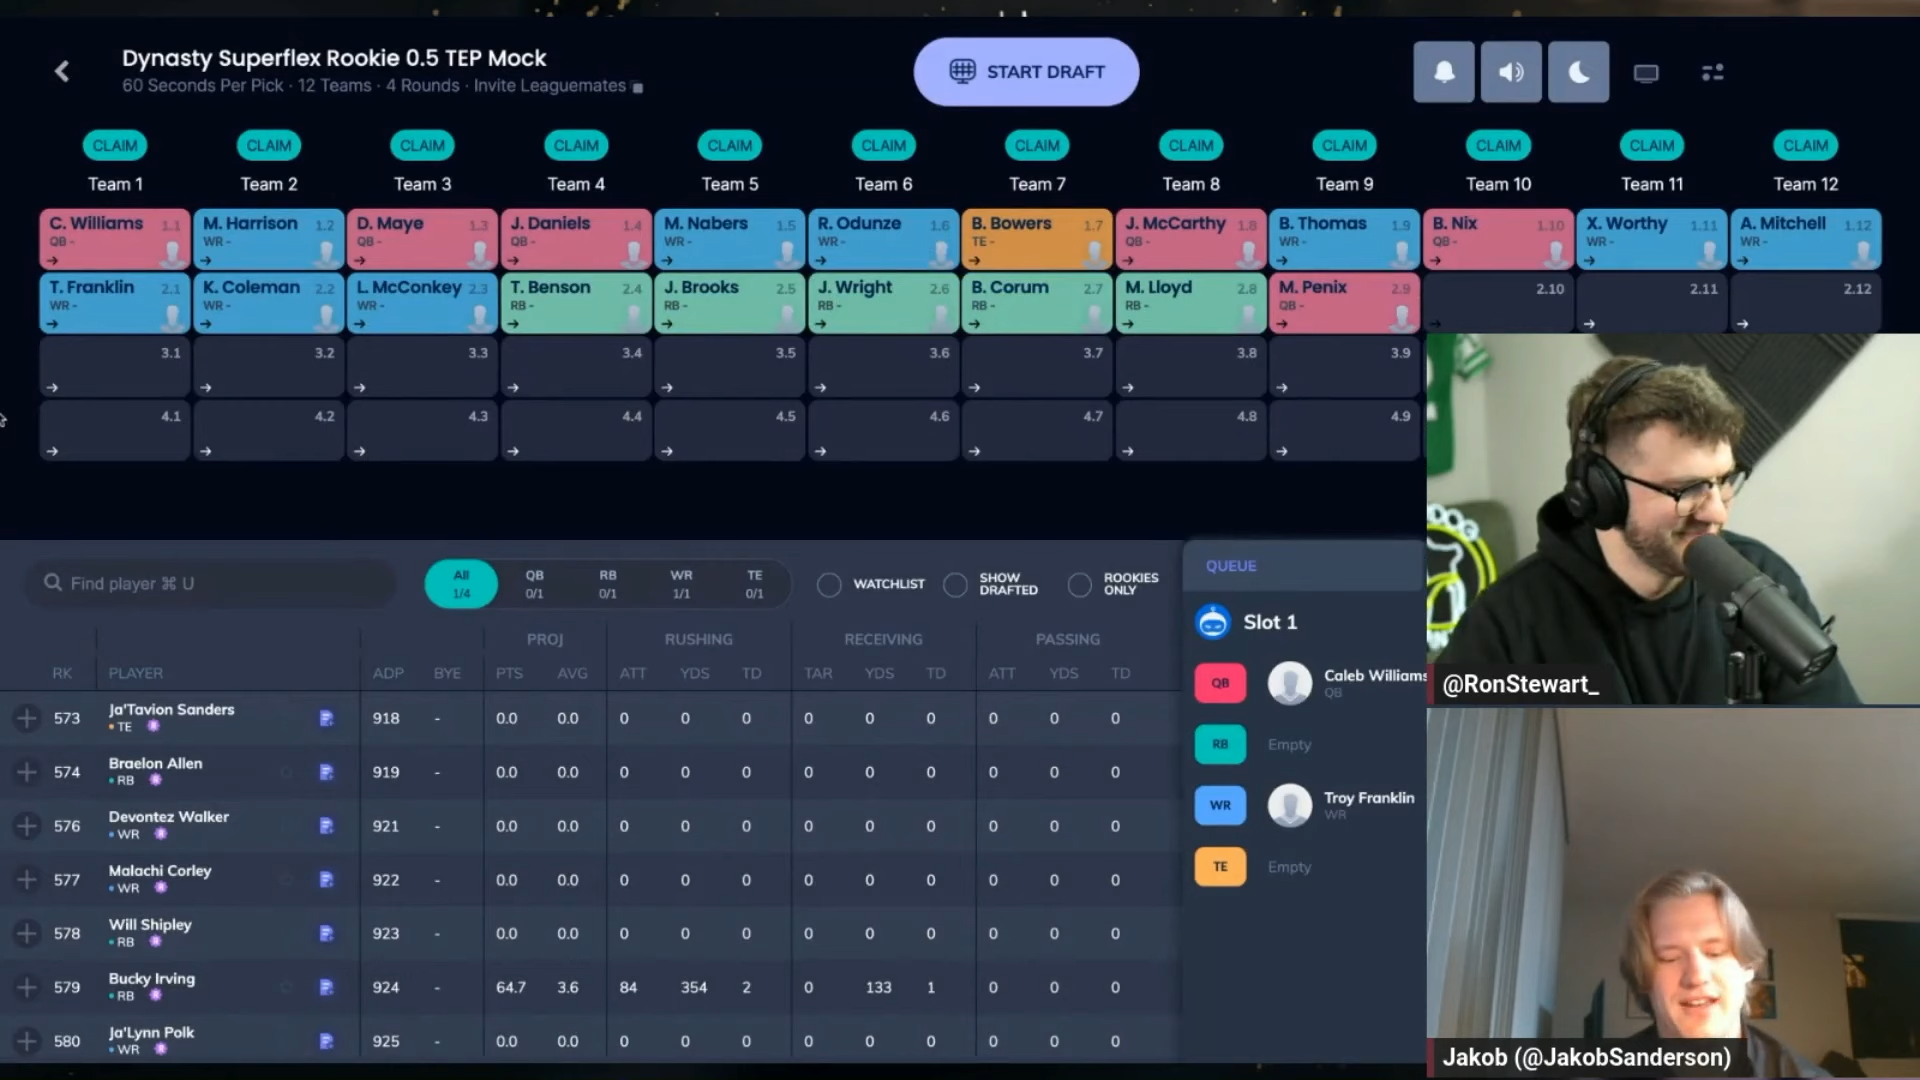 Dynasty Superflex Rookie 0.5 TEP Mock
60 Seconds Per Pick · 12 Teams · 4 Rounds · Invite Leaguemates
START DRAFT
CLAIM CLAIM CLAIM CLAIM CLAIM CLAIM CLAIM CLAIM CLAIM CLAIM CLAIM CLAIM
Team 1 Team 2 Team 3 Team 4 Team 5 Team 6 Team 7 Team 8 Team 9 Team 10 Team 11 Team 12
C. Williams 1.1 M. Harrison 1.2 D. Maye 1.3 J. Daniels 1.4 M. Nabers 1.5 R. Odunze 1.6 B. Bowers 1.7 J. McCarthy 1.8 B. Thomas 1.9 B. Nix 1.10 X. Worthy 1.11 A. Mitchell 1.12
QB - WR - QB - QB - WR - WR - TE - QB - WR - QB - WR - WR -
T. Franklin 2.1 K. Coleman 2.2 L. McConkey 2.3 T. Benson 2.4 J. Brooks 2.5 J. Wright 2.6 B. Corum 2.7 M. Lloyd 2.8 M. Penix 2.9 2.10 2.11 2.12
WR - WR - WR - RB - RB - RB - RB - RB - QB -
3.1 3.2 3.3 3.4 3.5 3.6 3.7 3.8 3.9
4.1 4.2 4.3 4.4 4.5 4.6 4.7 4.8 4.9
Find player ⌘ U
All QB RB WR TE
1/4 0/1 0/1 1/1 0/1
WATCHLIST
SHOW
DRAFTED
ROOKIES
ONLY
PROJ RUSHING RECEIVING PASSING
RK PLAYER ADP BYE PTS AVG ATT YDS TD TAR YDS TD ATT YDS TD
573 Ja'Tavion Sanders 918 - 0.0 0.0 0 0 0 0 0 0 0 0 0
TE
574 Braelon Allen 919 - 0.0 0.0 0 0 0 0 0 0 0 0 0
RB
576 Devontez Walker 921 - 0.0 0.0 0 0 0 0 0 0 0 0 0
WR
577 Malachi Corley 922 - 0.0 0.0 0 0 0 0 0 0 0 0 0
WR
578 Will Shipley 923 - 0.0 0.0 0 0 0 0 0 0 0 0 0
RB
579 Bucky Irving 924 - 64.7 3.6 84 354 2 0 133 1 0 0 0
RB
580 Ja'Lynn Polk 925 - 0.0 0.0 0 0 0 0 0 0 0 0 0
WR
QUEUE
Slot 1
QB Caleb Williams
QB
RB Empty
WR Troy Franklin
WR
TE Empty
@RonStewart_
Jakob (@JakobSanderson)